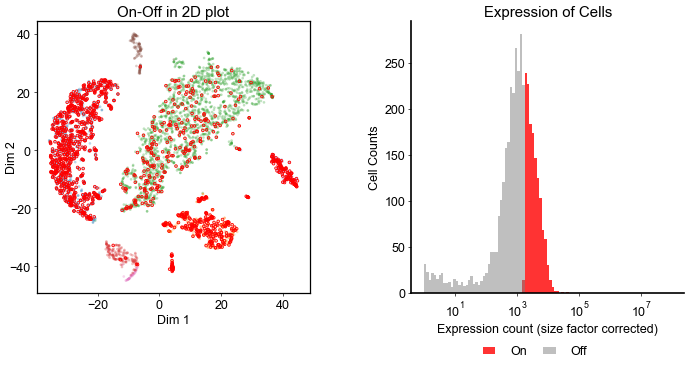 On-Off in 2D plot
40
20
0
−20
−40
−20
0
20
40
Dim 2
Dim 1
Expression of Cells
250
200
150
100
50
0
10^1
10^3
10^5
10^7
Cell Counts
Expression count (size factor corrected)
On
Off